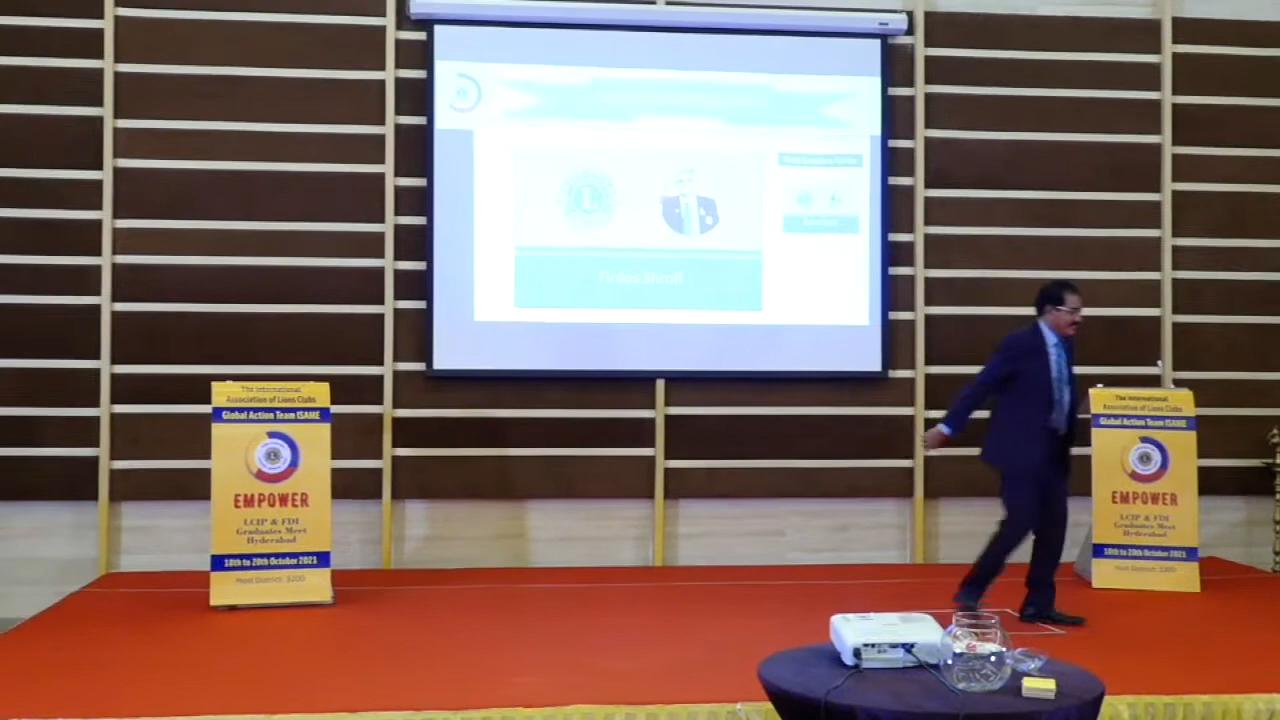 Firdos Shroff
The International
Association of Lions Clubs
Global Action Team ISAME
EMPOWER
LCIP & FDI
Graduates Meet
Hyderabad
18th to 20th October 2021
Host District: 320D
The International
Association of Lions Clubs
Global Action Team ISAME
EMPOWER
LCIP & FDI
Graduates Meet
Hyderabad
18th to 20th October 2021